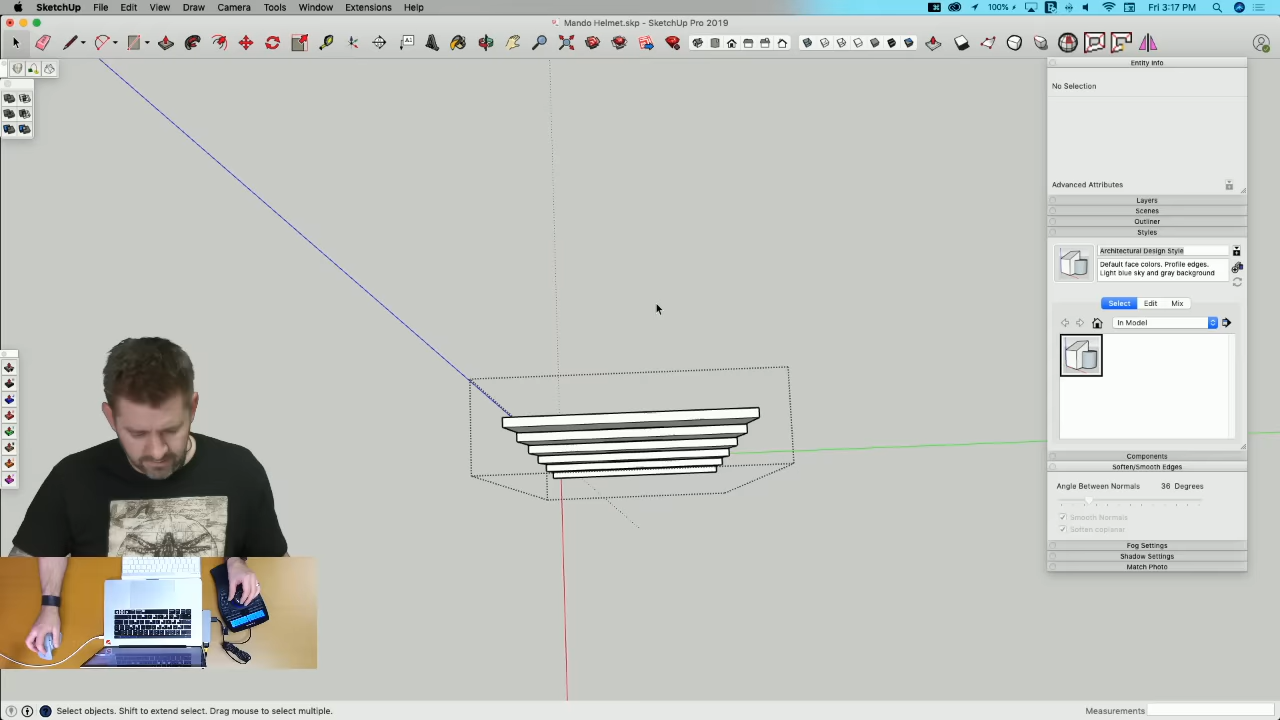 SketchUp File Edit View Draw Camera Tools Window Extensions Help
100% Fri 3:17 PM
Mando Helmet.skp - SketchUp Pro 2019
Entity Info
No Selection
Advanced Attributes
Layers
Scenes
Outliner
Styles
Architectural Design Style
Default face colors. Profile edges.
Light blue sky and gray background
Select Edit Mix
In Model
Components
Soften/Smooth Edges
Angle Between Normals 36 Degrees
Smooth Normals
Soften coplanar
Fog Settings
Shadow Settings
Match Photo
Select objects. Shift to extend select. Drag mouse to select multiple.
Measurements